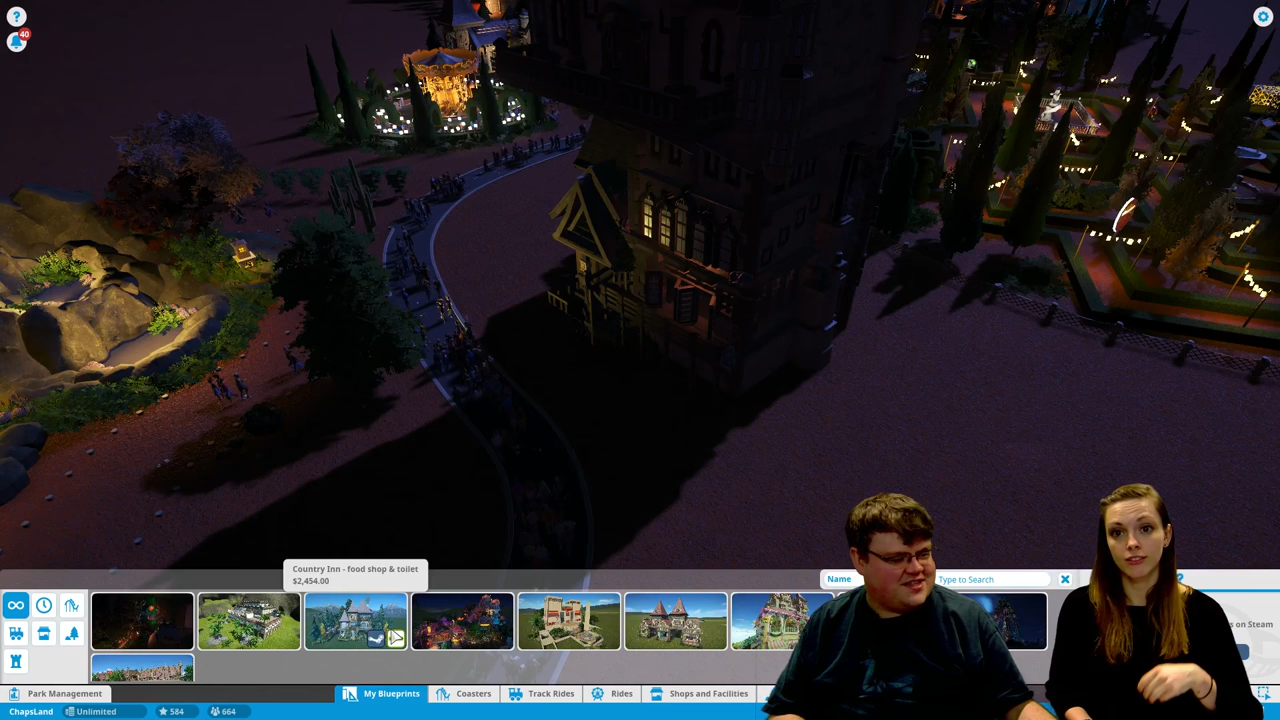 ?
40
Country Inn - food shop & toilet
$2,454.00
Name
Type to Search
?
s on Steam
Park Management
My Blueprints
Coasters
Track Rides
Rides
Shops and Facilities
ChapsLand
Unlimited
584
664